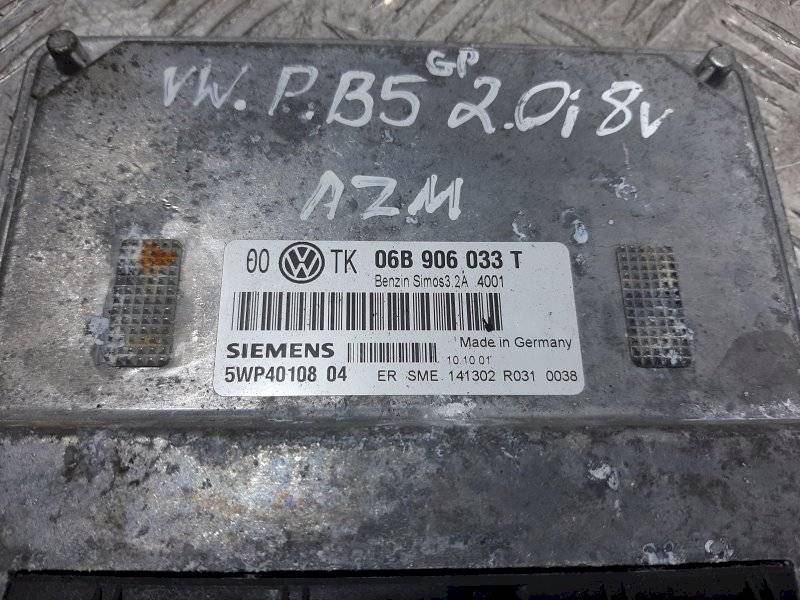 GP
VW. P.B5 2.0i 8v
AZM
00 VW TK 06B 906 033 T
Benzin Simos3.2A 4001
Made in Germany
SIEMENS 10.10.01
5WP40108 04 ER SME 141302 R031 0038